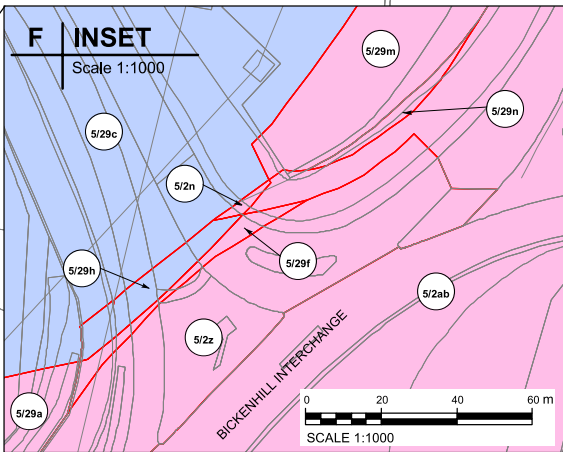 F INSET
Scale 1:1000
5/29m
5/29n
5/29c
5/2n
5/29f
5/29h
5/2ab
5/2z
BICKENHILL INTERCHANGE
5/29a
0 20 40 60 m
SCALE 1:1000